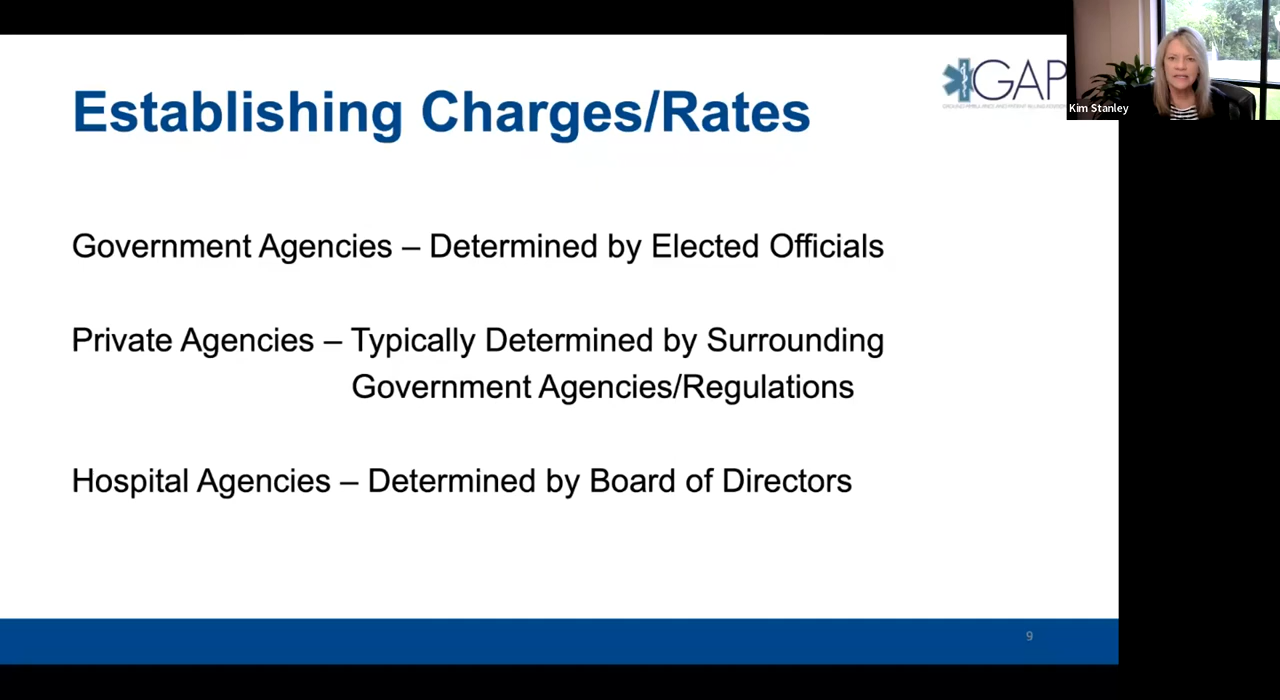 Establishing Charges/Rates
GAP
Kim Stanley
Government Agencies – Determined by Elected Officials
Private Agencies – Typically Determined by Surrounding
Government Agencies/Regulations
Hospital Agencies – Determined by Board of Directors
9